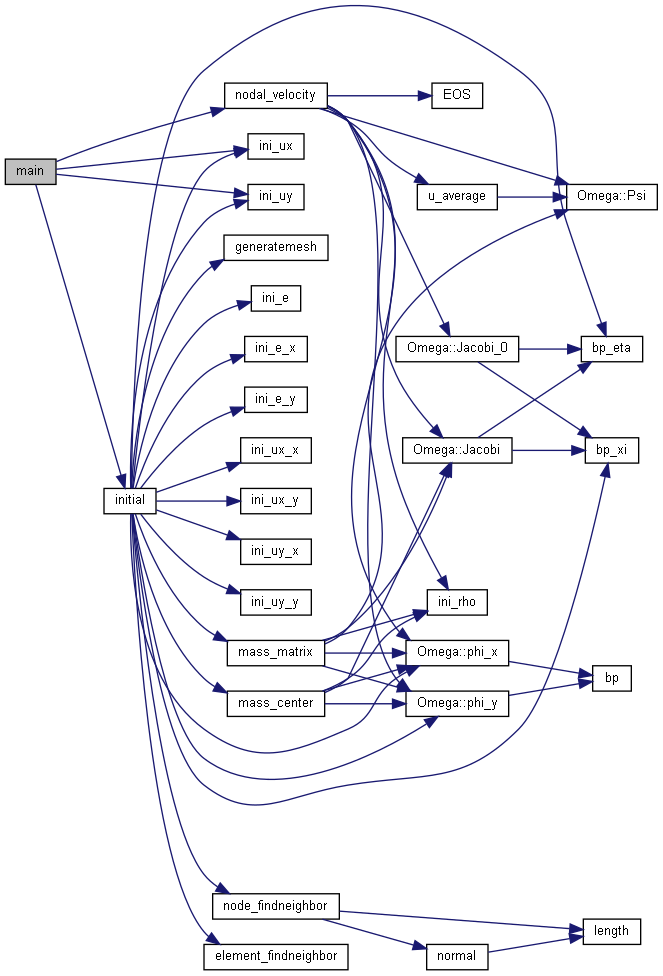 main
nodal_velocity
EOS
ini_ux
ini_uy
u_average
Omega::Psi
generatemesh
ini_e
ini_e_x
Omega::Jacobi_0
bp_eta
ini_e_y
ini_ux_x
Omega::Jacobi
bp_xi
initial
ini_ux_y
ini_uy_x
ini_uy_y
ini_rho
mass_matrix
Omega::phi_x
bp
mass_center
Omega::phi_y
node_findneighbor
length
element_findneighbor
normal